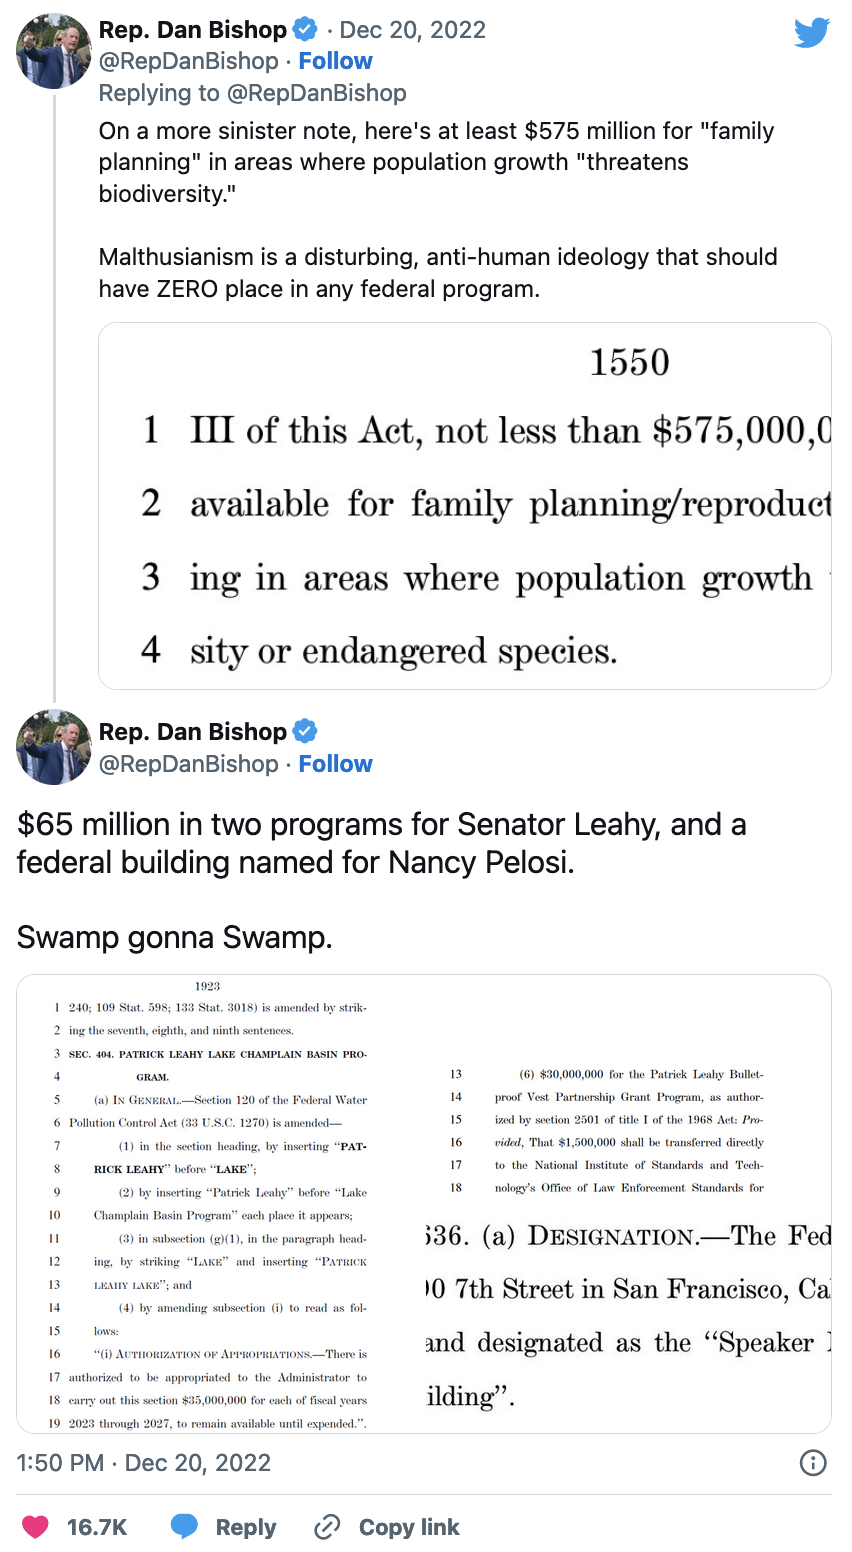 Rep. Dan Bishop · Dec 20, 2022
@RepDanBishop · Follow
Replying to @RepDanBishop
On a more sinister note, here's at least $575 million for "family
planning" in areas where population growth "threatens
biodiversity."
Malthusianism is a disturbing, anti-human ideology that should
have ZERO place in any federal program.
1550
1 III of this Act, not less than $575,000,0
2 available for family planning/reproduct
3 ing in areas where population growth
4 sity or endangered species.
Rep. Dan Bishop
@RepDanBishop · Follow
$65 million in two programs for Senator Leahy, and a
federal building named for Nancy Pelosi.
Swamp gonna Swamp.
1923
1 240; 109 Stat. 598; 133 Stat. 3018) is amended by strik-
2 ing the seventh, eighth, and ninth sentences.
3 SEC. 404. PATRICK LEAHY LAKE CHAMPLAIN BASIN PRO-
4 GRAM.
5 (a) IN GENERAL.—Section 120 of the Federal Water
6 Pollution Control Act (33 U.S.C. 1270) is amended—
7 (1) in the section heading, by inserting “PAT-
8 RICK LEAHY” before “LAKE”;
9 (2) by inserting “Patrick Leahy” before “Lake
10 Champlain Basin Program” each place it appears;
11 (3) in subsection (g)(1), in the paragraph head-
12 ing, by striking “LAKE” and inserting “PATRICK
13 LEAHY LAKE”; and
14 (4) by amending subsection (i) to read as fol-
15 lows:
16 “(i) AUTHORIZATION OF APPROPRIATIONS.—There is
17 authorized to be appropriated to the Administrator to
18 carry out this section $35,000,000 for each of fiscal years
19 2023 through 2027, to remain available until expended.”.
13 (6) $30,000,000 for the Patrick Leahy Bullet-
14 proof Vest Partnership Grant Program, as author-
15 ized by section 2501 of title I of the 1968 Act: Pro-
16 vided, That $1,500,000 shall be transferred directly
17 to the National Institute of Standards and Tech-
18 nology's Office of Law Enforcement Standards for
636. (a) DESIGNATION.—The Fed
00 7th Street in San Francisco, Cal
and designated as the “Speaker
ilding”.
1:50 PM · Dec 20, 2022
16.7K Reply Copy link